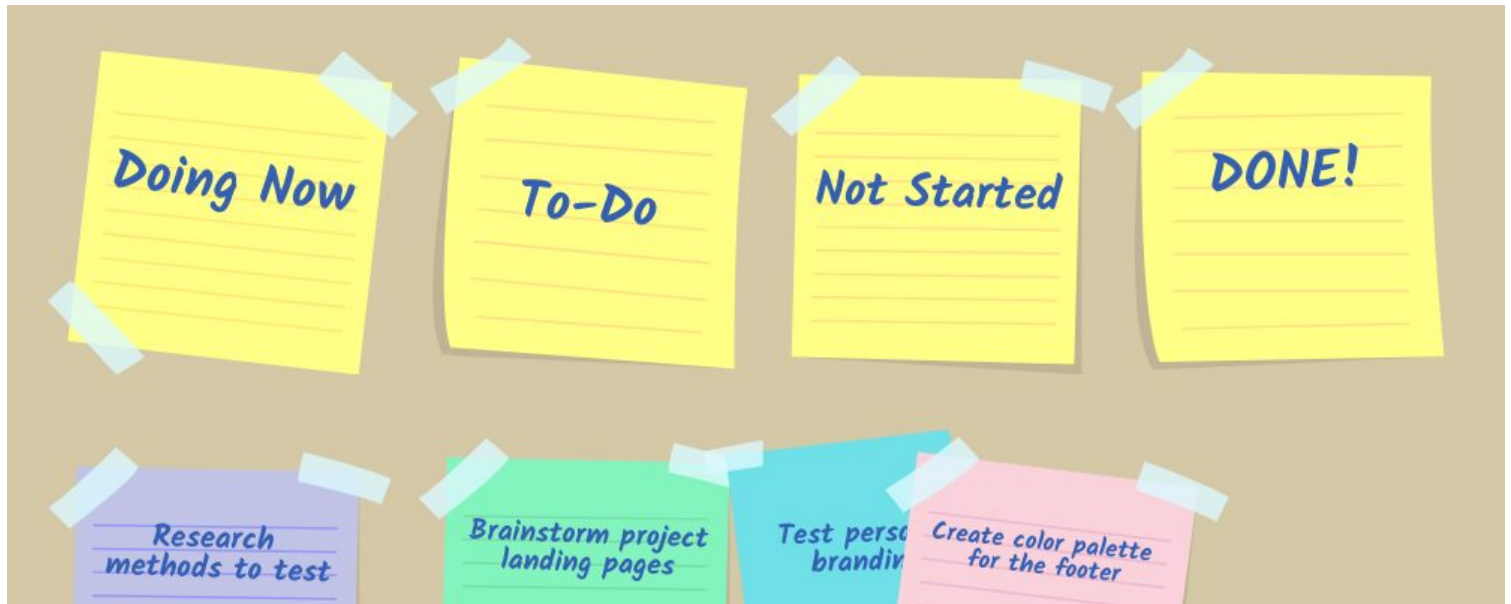 Doing Now
To-Do
Not Started
DONE!
Research
methods to test
Brainstorm project
landing pages
Test
Create color palette
for the footer